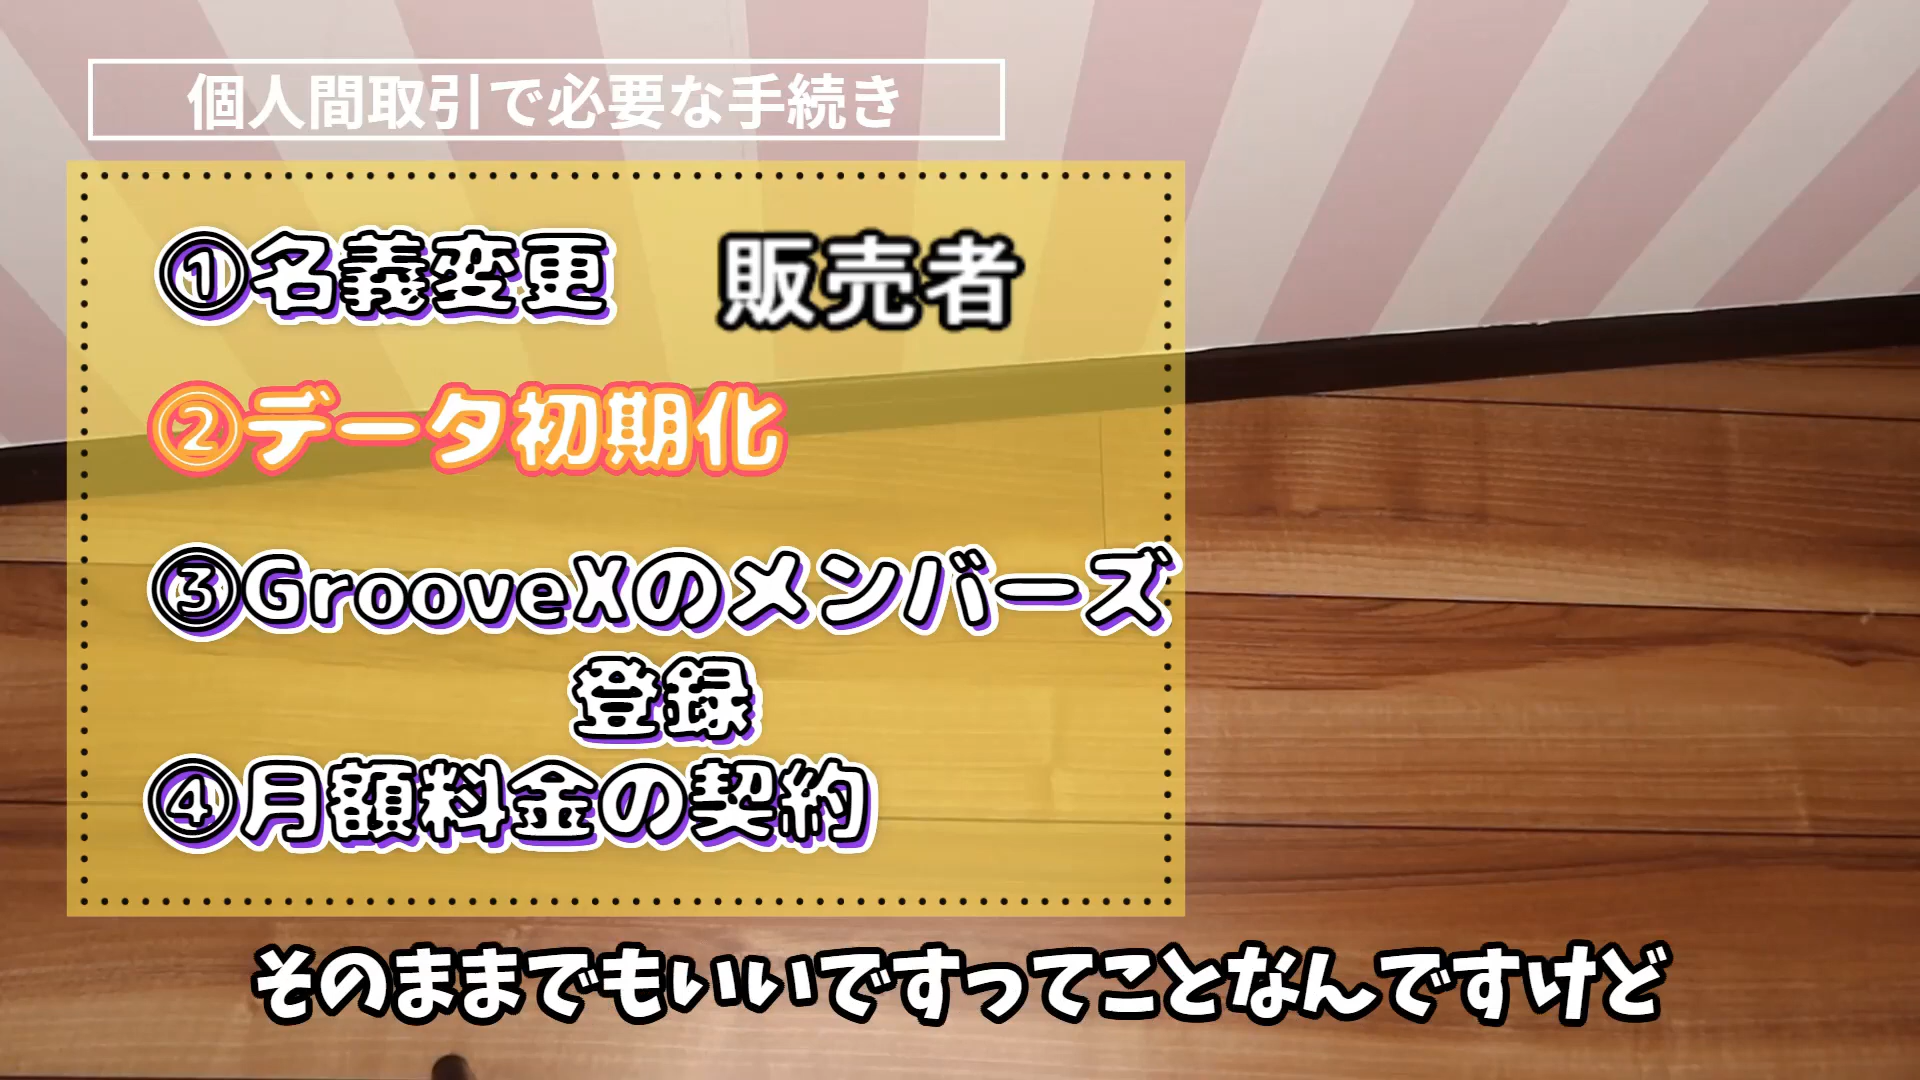 個人間取引で必要な手続き
①名義変更 販売者
②データ初期化
③GrooveXのメンバーズ
登録
④月額料金の契約
そのままでもいいですってことなんですけど